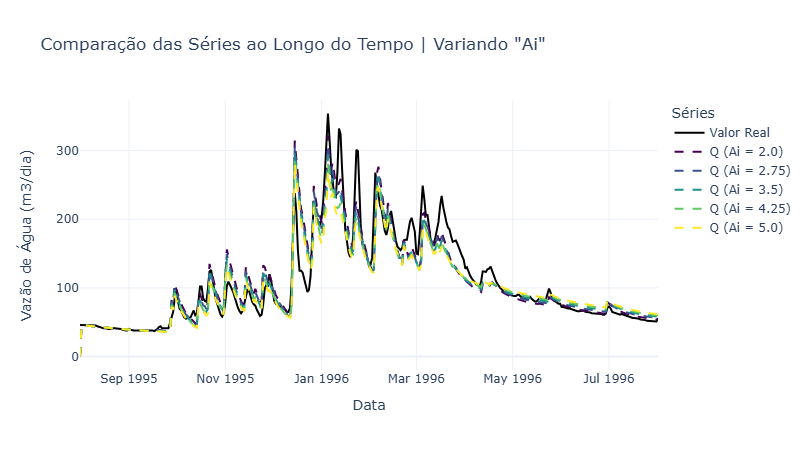 Comparação das Séries ao Longo do Tempo | Variando "Ai"
Séries
Valor Real
Q (Ai = 2.0)
Q (Ai = 2.75)
Q (Ai = 3.5)
Q (Ai = 4.25)
Q (Ai = 5.0)
Vazão de Água (m3/dia)
300
200
100
0
Sep 1995
Nov 1995
Jan 1996
Mar 1996
May 1996
Jul 1996
Data